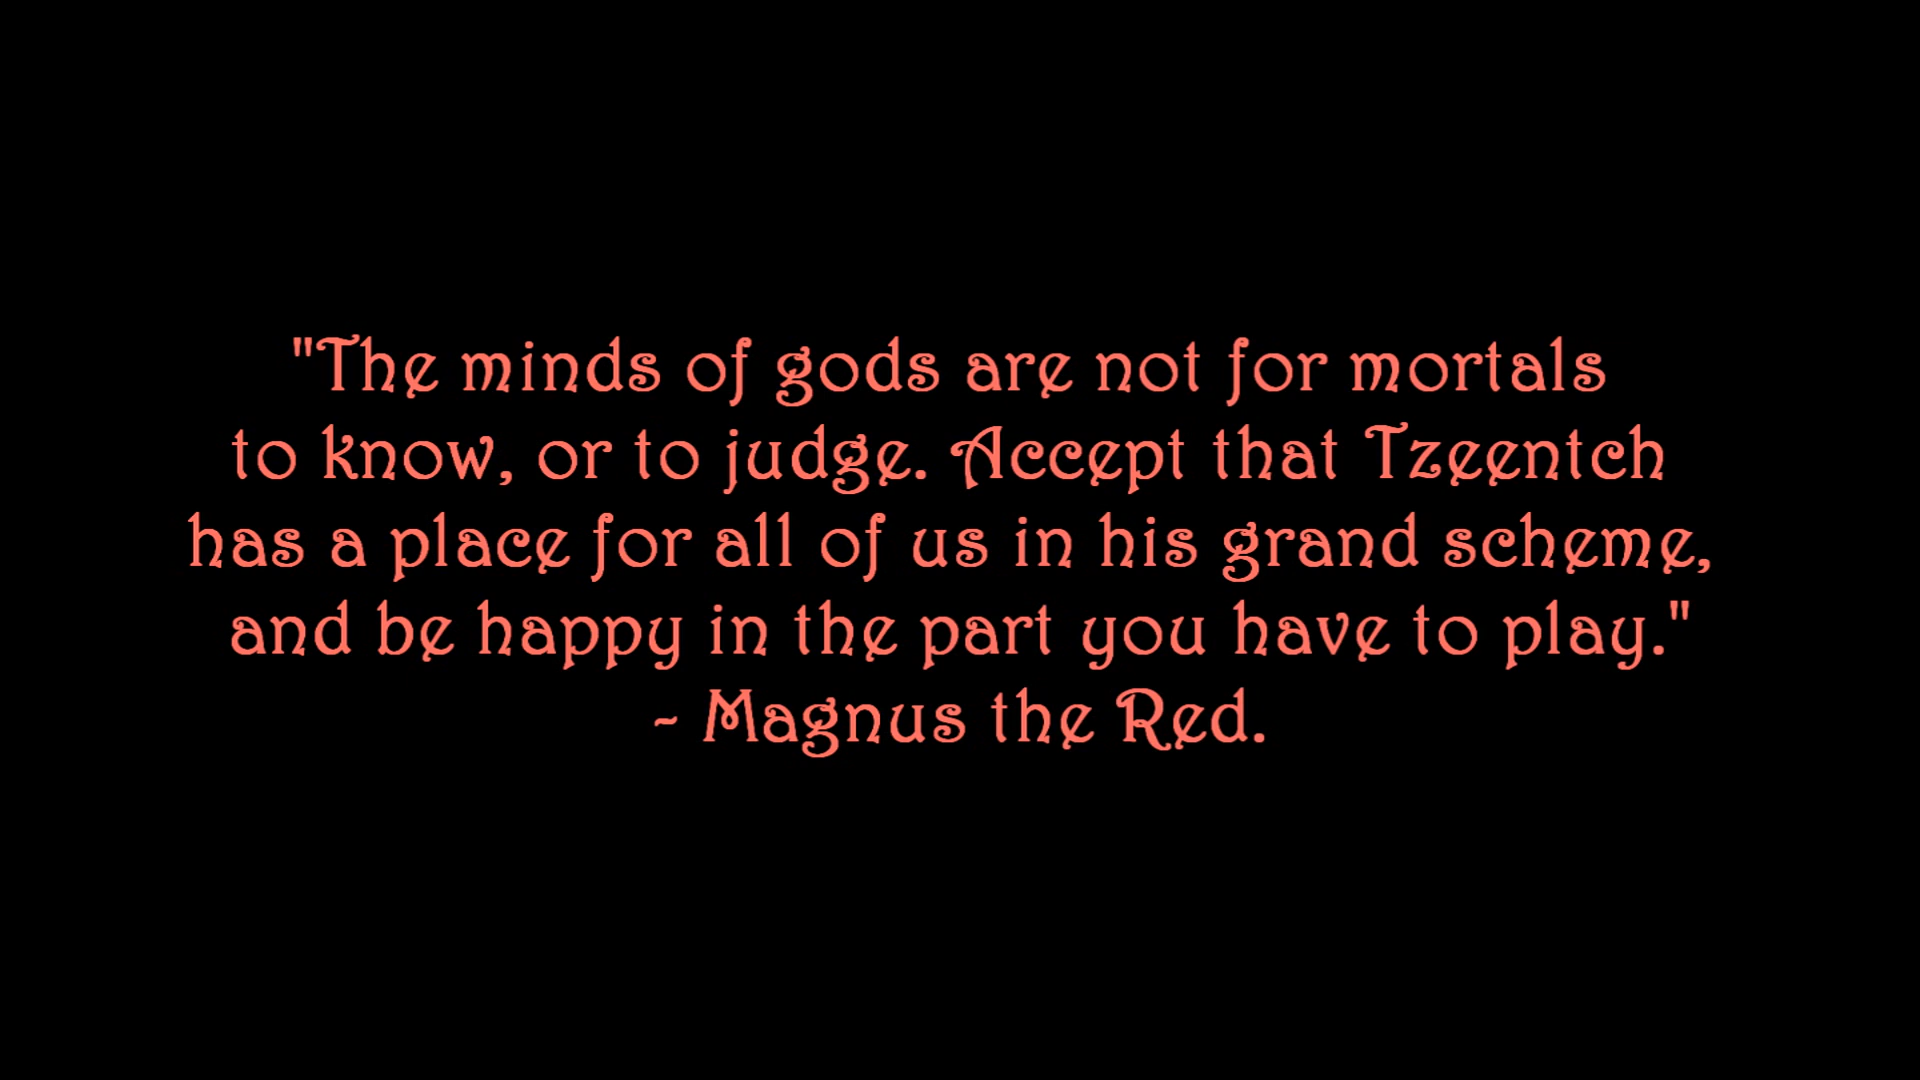 "The minds of gods are not for mortals
to know, or to judge. Accept that Tzeentch
has a place for all of us in his grand scheme,
and be happy in the part you have to play."
- Magnus the Red.